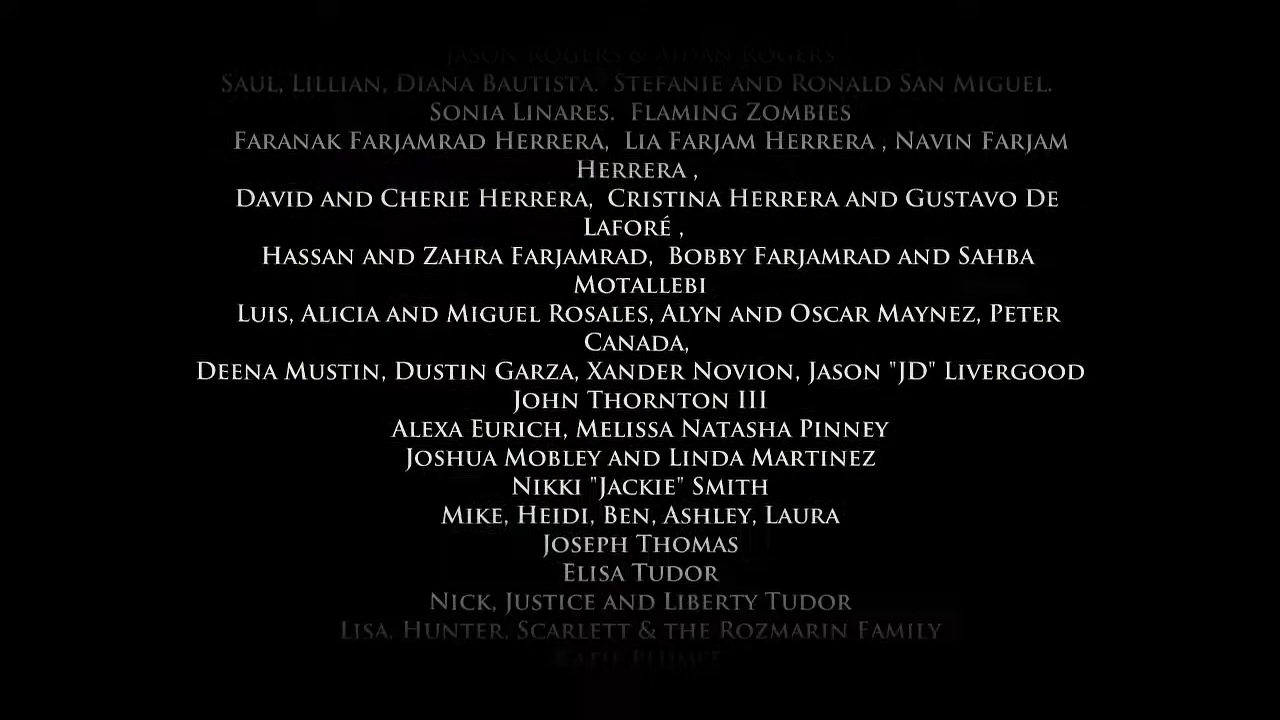 Jason Rogers & Aidan Rogers
Saul, Lillian, Diana Bautista.  Stefanie and Ronald San Miguel.
Sonia Linares.  Flaming Zombies
Faranak Farjamrad Herrera,  Lia Farjam Herrera , Navin Farjam
Herrera ,
David and Cherie Herrera,  Cristina Herrera and Gustavo De
Laforé ,
Hassan and Zahra Farjamrad,  Bobby Farjamrad and Sahba
Motallebi
Luis, Alicia and Miguel Rosales, Alyn and Oscar Maynez, Peter
Canada,
Deena Mustin, Dustin Garza, Xander Novion, Jason "JD" Livergood
John Thornton III
Alexa Eurich, Melissa Natasha Pinney
Joshua Mobley and Linda Martinez
Nikki "Jackie" Smith
Mike, Heidi, Ben, Ashley, Laura
Joseph Thomas
Elisa Tudor
Nick, Justice and Liberty Tudor
Lisa, Hunter, Scarlett & the Rozmarin Family